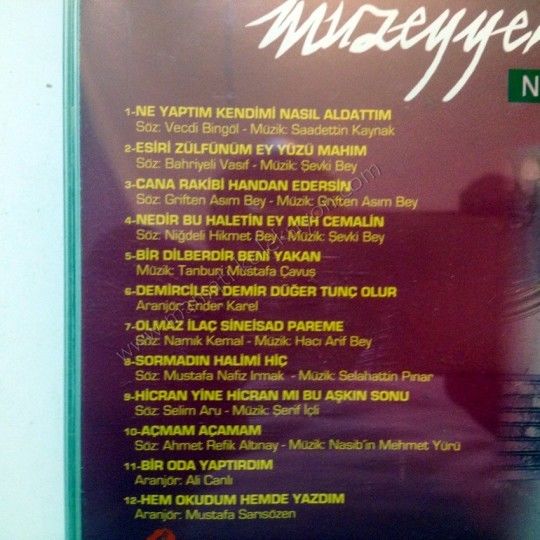 Müzeyyen
N
1-NE YAPTIM KENDİMİ NASIL ALDATTIM
Söz: Vecdi Bingöl - Müzik: Saadettin Kaynak
2-ESİRİ ZÜLFÜNÜM EY YÜZÜ MAHIM
Söz: Bahriyeli Vasıf - Müzik: Şevki Bey
3-CANA RAKİBİ HANDAN EDERSİN
Söz: Griften Asım Bey - Müzik: Griften Asım Bey
4-NEDİR BU HALETİN EY MEH CEMALİN
Söz: Niğdeli Hikmet Bey - Müzik: Şevki Bey
5-BİR DİLBERDİR BENİ YAKAN
Müzik: Tanburi Mustafa Çavuş
6-DEMİRCİLER DEMİR DÜĞER TUNÇ OLUR
Aranjör: Ender Karel
7-OLMAZ İLAÇ SİNEİSAD PAREME
Söz: Namık Kemal - Müzik: Hacı Arif Bey
8-SORMADIN HALİMİ HİÇ
Söz: Mustafa Nafiz Irmak - Müzik: Selahattin Pınar
9-HİCRAN YİNE HİCRAN MI BU AŞKIN SONU
Söz: Selim Aru - Müzik: Şerif İçli
10-AÇMAM AÇAMAM
Söz: Ahmet Refik Altınay - Müzik: Nasib'in Mehmet Yürü
11-BİR ODA YAPTIRDIM
Aranjör: Ali Canlı
12-HEM OKUDUM HEMDE YAZDIM
Aranjör: Mustafa Sarısözen